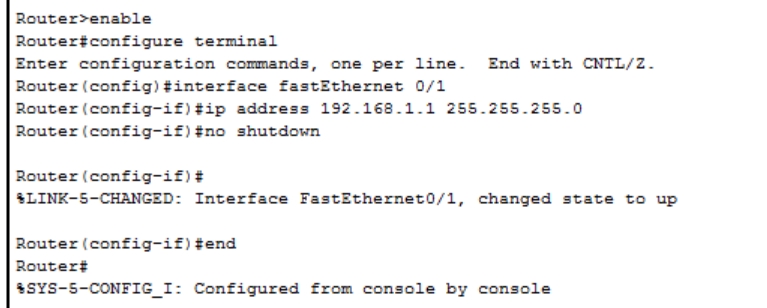 Router>enable
Router#configure terminal
Enter configuration commands, one per line.  End with CNTL/Z.
Router(config)#interface fastEthernet 0/1
Router(config-if)#ip address 192.168.1.1 255.255.255.0
Router(config-if)#no shutdown
Router(config-if)#
%LINK-5-CHANGED: Interface FastEthernet0/1, changed state to up
Router(config-if)#end
Router#
%SYS-5-CONFIG_I: Configured from console by console